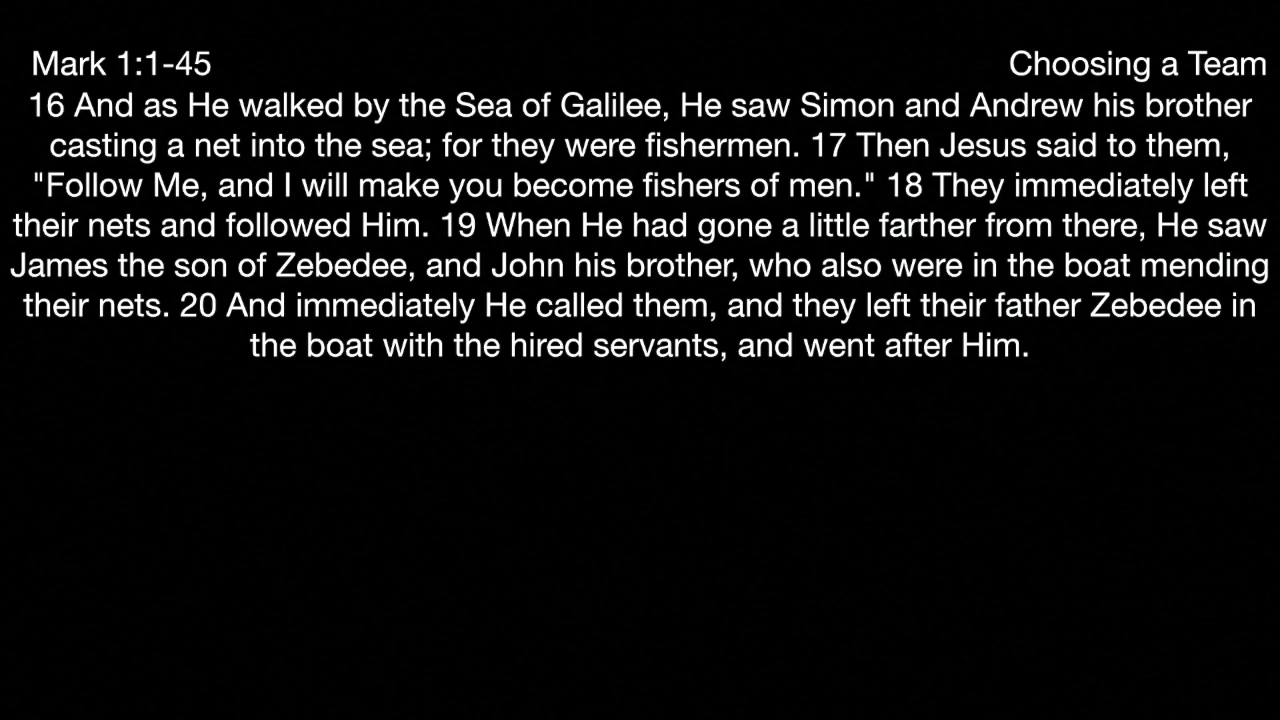 Mark 1:1-45 Choosing a Team
16 And as He walked by the Sea of Galilee, He saw Simon and Andrew his brother
casting a net into the sea; for they were fishermen. 17 Then Jesus said to them,
"Follow Me, and I will make you become fishers of men." 18 They immediately left
their nets and followed Him. 19 When He had gone a little farther from there, He saw
James the son of Zebedee, and John his brother, who also were in the boat mending
their nets. 20 And immediately He called them, and they left their father Zebedee in
the boat with the hired servants, and went after Him.